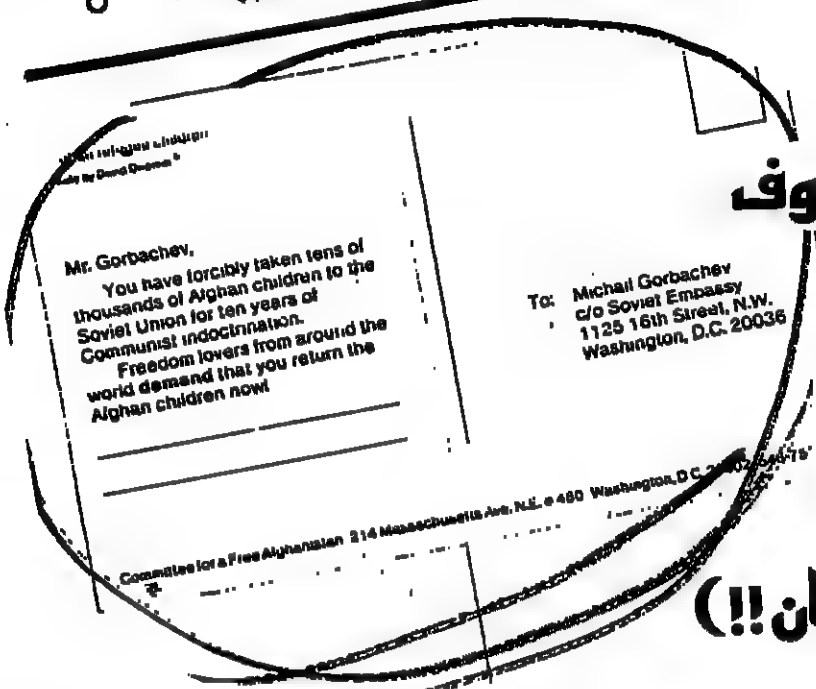 Mr. Gorbachev,
You have forcibly taken tens of
thousands of Afghan children to the
Soviet Union for ten years of
Communist indoctrination.
Freedom lovers from around the
world demand that you return the
Afghan children now!
To: Michail Gorbachev
c/o Soviet Empassy
1125 16th Street, N.W.
Washington, D.C. 20036
وف
Committee for a Free Afghanistan 214 Massachusetts Ave. N.E. # 480 Washington, D C
ان !!)